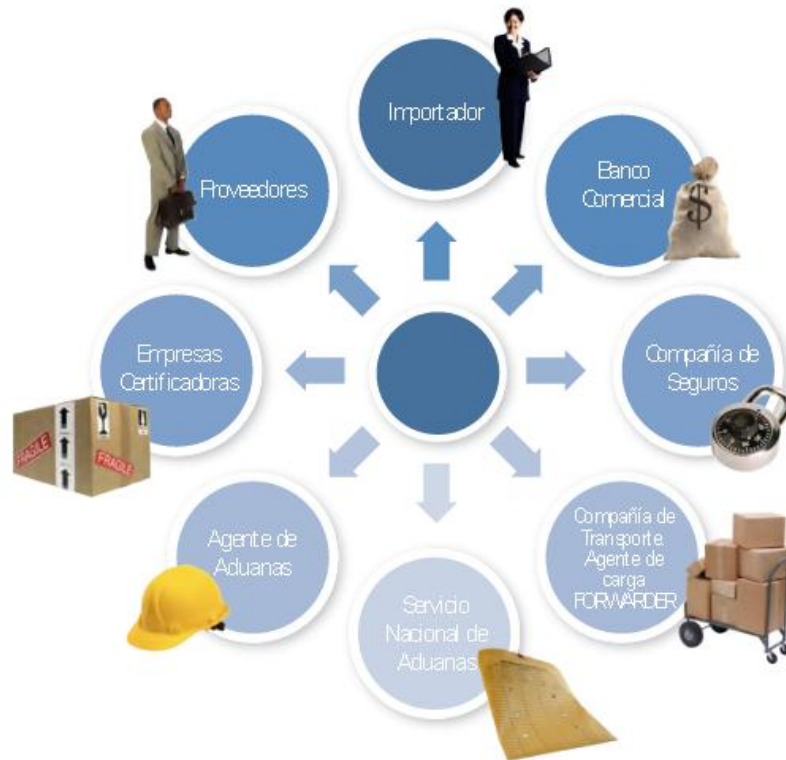 Importador
Banco
Comercial
Compañía de
Seguros
Compañía de
Transporte
Agente de
carga
FORWARDER
Servicio
Nacional de
Aduanas
Agente de
Aduanas
Empresas
Certificadoras
Proveedores
$
FRAGILE
FRAGILE